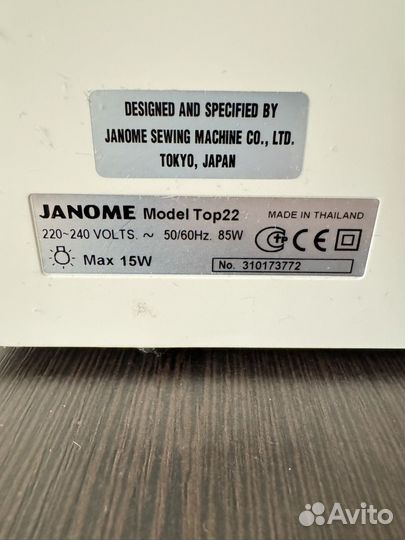 DESIGNED AND SPECIFIED BY
JANOME SEWING MACHINE CO., LTD.
TOKYO, JAPAN
JANOME Model Top22 MADE IN THAILAND
220~240 VOLTS. ~ 50/60Hz. 85W
Max 15W
No. 310173772
Avito